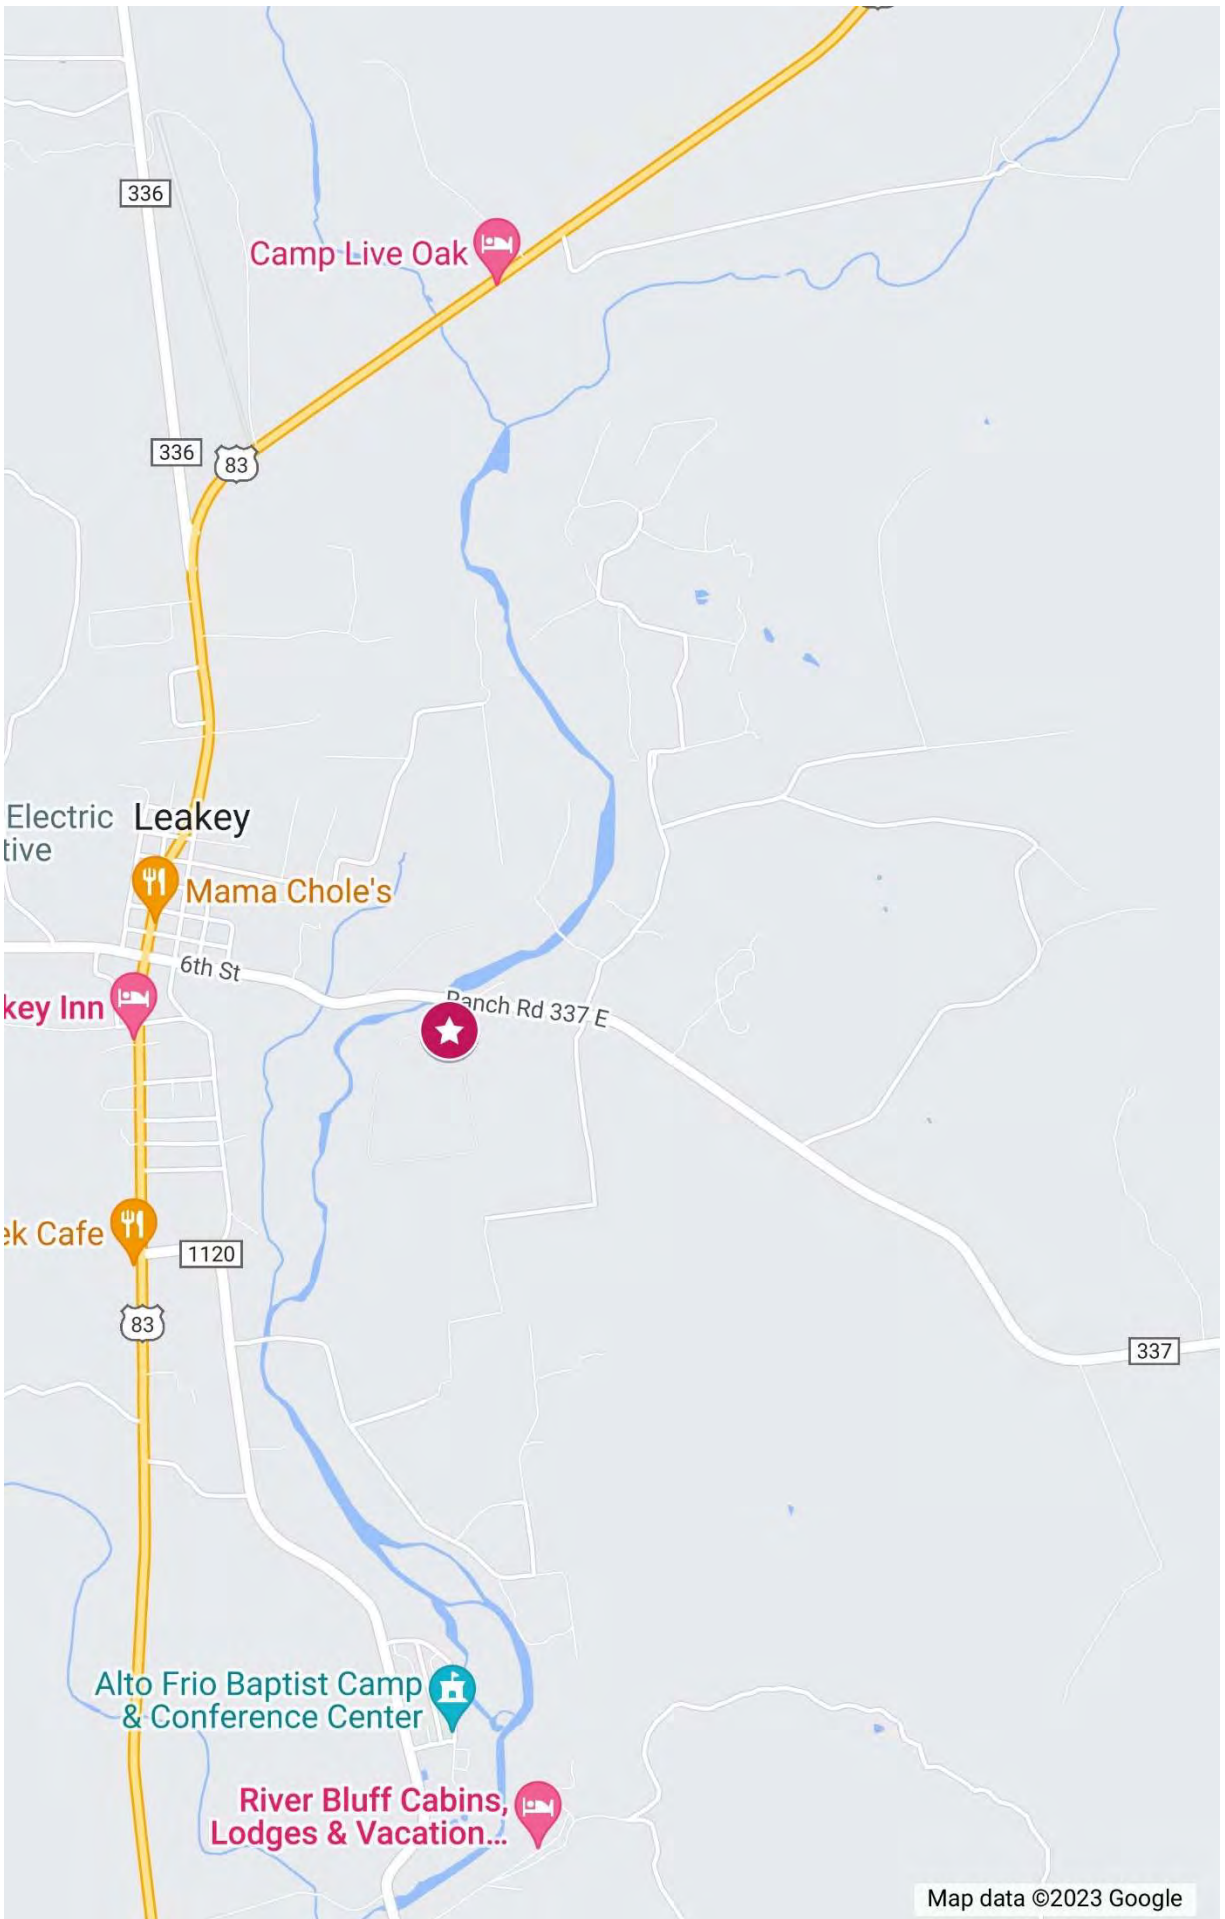 336
Camp Live Oak
336
83
Electric
tive
Leakey
Mama Chole's
6th St
Ranch Rd 337 E
key Inn
ek Cafe
1120
83
337
Alto Frio Baptist Camp
& Conference Center
River Bluff Cabins,
Lodges & Vacation...
Map data ©2023 Google